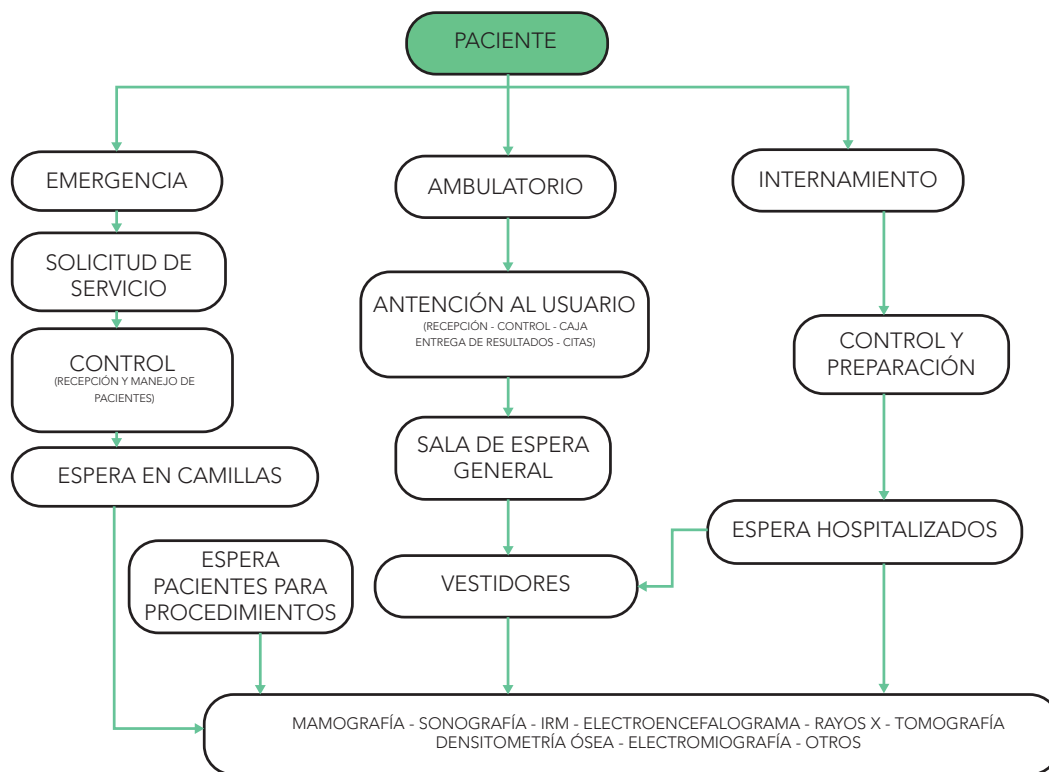 PACIENTE
EMERGENCIA
AMBULATORIO
INTERNAMIENTO
SOLICITUD DE
SERVICIO
ANTENCIÓN AL USUARIO
(RECEPCIÓN - CONTROL - CAJA
ENTREGA DE RESULTADOS - CITAS)
CONTROL Y
PREPARACIÓN
CONTROL
(RECEPCIÓN Y MANEJO DE
PACIENTES)
SALA DE ESPERA
GENERAL
ESPERA EN CAMILLAS
ESPERA HOSPITALIZADOS
ESPERA
PACIENTES PARA
PROCEDIMIENTOS
VESTIDORES
MAMOGRAFÍA - SONOGRAFÍA - IRM - ELECTROENCEFALOGRAMA - RAYOS X - TOMOGRAFÍA
DENSITOMETRÍA ÓSEA - ELECTROMIOGRAFÍA - OTROS